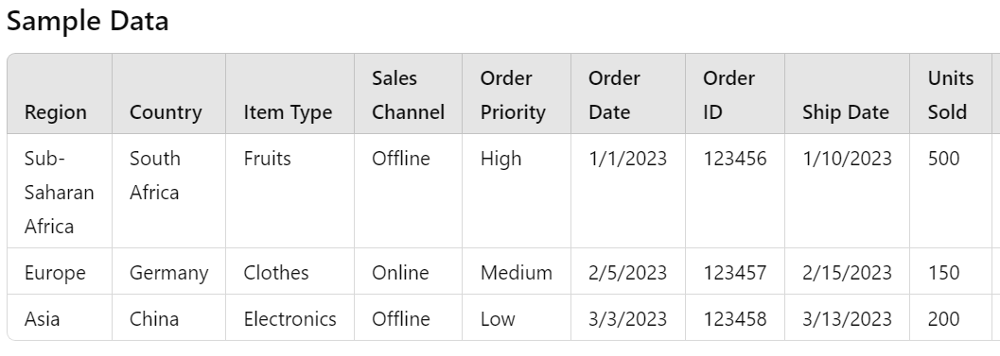 Sample Data
Region Country Item Type Sales Channel Order Priority Order Date Order ID Ship Date Units Sold
Sub-Saharan Africa South Africa Fruits Offline High 1/1/2023 123456 1/10/2023 500
Europe Germany Clothes Online Medium 2/5/2023 123457 2/15/2023 150
Asia China Electronics Offline Low 3/3/2023 123458 3/13/2023 200